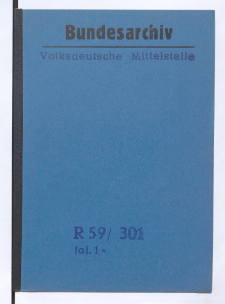 Bundesarchiv
Volksdeutsche Mittelstelle
R 59/ 301
fol. 1-